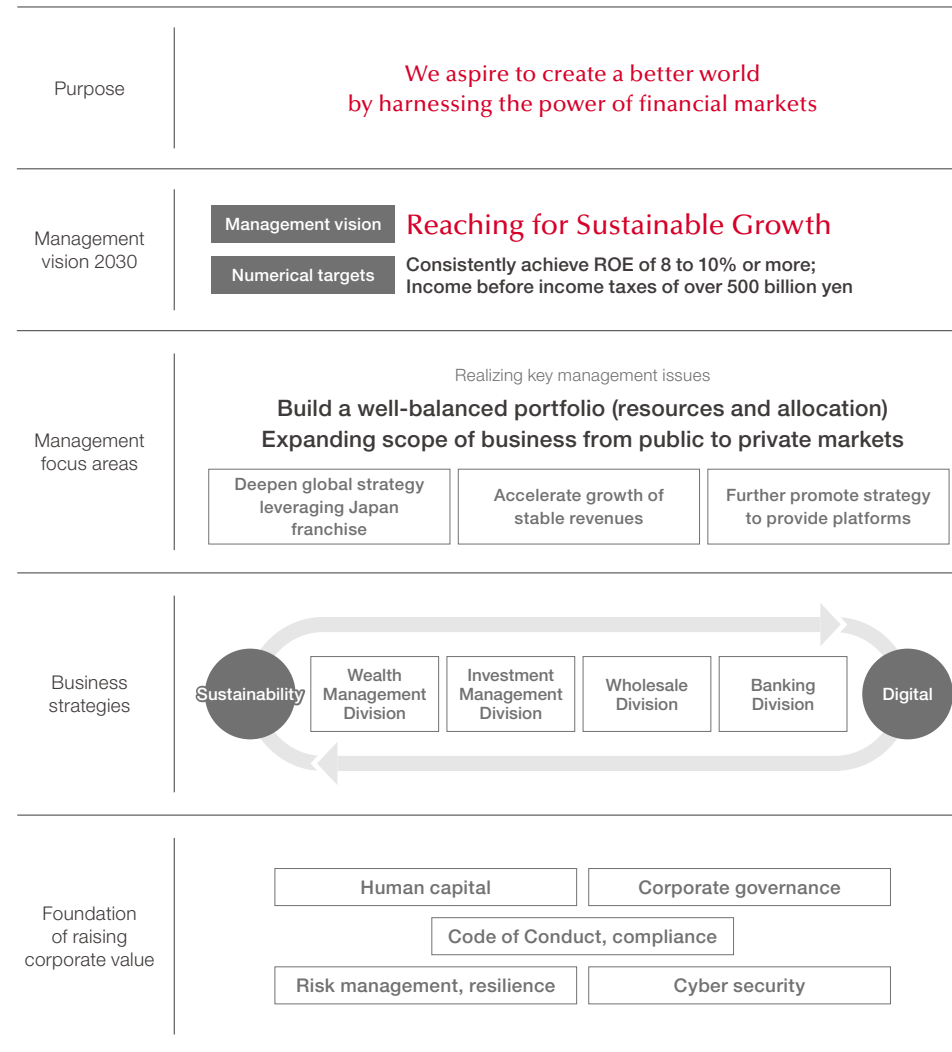 Purpose
We aspire to create a better world
by harnessing the power of financial markets
Management
vision 2030
Management vision
Reaching for Sustainable Growth
Numerical targets
Consistently achieve ROE of 8 to 10% or more;
Income before income taxes of over 500 billion yen
Management
focus areas
Realizing key management issues
Build a well-balanced portfolio (resources and allocation)
Expanding scope of business from public to private markets
Deepen global strategy
leveraging Japan
franchise
Accelerate growth of
stable revenues
Further promote strategy
to provide platforms
Business
strategies
Sustainability
Wealth
Management
Division
Investment
Management
Division
Wholesale
Division
Banking
Division
Digital
Foundation
of raising
corporate value
Human capital
Corporate governance
Code of Conduct, compliance
Risk management, resilience
Cyber security